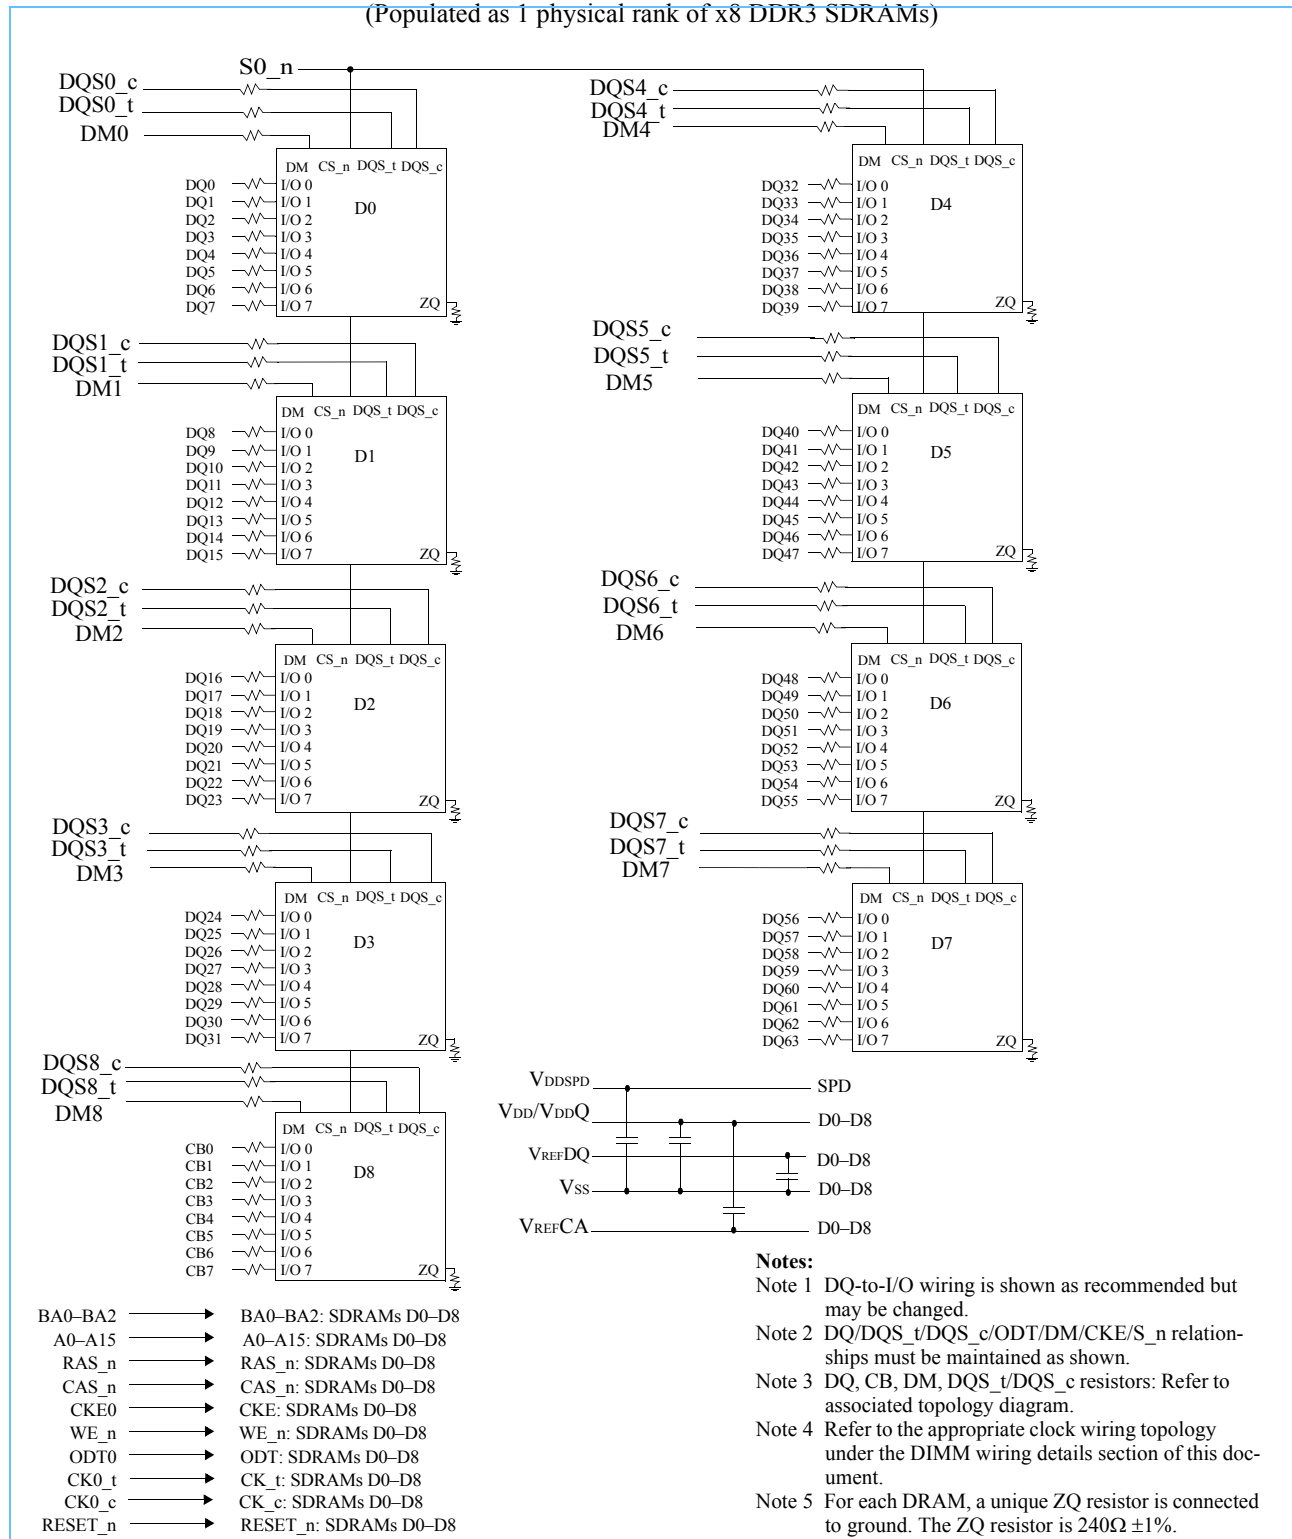 (Populated as 1 physical rank of x8 DDR3 SDRAMs)
S0_n
DQS0_c
DQS0_t
DM0
DM CS_n DQS_t DQS_c
D0
DQ0 I/O 0
DQ1 I/O 1
DQ2 I/O 2
DQ3 I/O 3
DQ4 I/O 4
DQ5 I/O 5
DQ6 I/O 6
DQ7 I/O 7
ZQ
DQS1_c
DQS1_t
DM1
DM CS_n DQS_t DQS_c
D1
DQ8 I/O 0
DQ9 I/O 1
DQ10 I/O 2
DQ11 I/O 3
DQ12 I/O 4
DQ13 I/O 5
DQ14 I/O 6
DQ15 I/O 7
ZQ
DQS2_c
DQS2_t
DM2
DM CS_n DQS_t DQS_c
D2
DQ16 I/O 0
DQ17 I/O 1
DQ18 I/O 2
DQ19 I/O 3
DQ20 I/O 4
DQ21 I/O 5
DQ22 I/O 6
DQ23 I/O 7
ZQ
DQS3_c
DQS3_t
DM3
DM CS_n DQS_t DQS_c
D3
DQ24 I/O 0
DQ25 I/O 1
DQ26 I/O 2
DQ27 I/O 3
DQ28 I/O 4
DQ29 I/O 5
DQ30 I/O 6
DQ31 I/O 7
ZQ
DQS8_c
DQS8_t
DM8
DM CS_n DQS_t DQS_c
D8
CB0 I/O 0
CB1 I/O 1
CB2 I/O 2
CB3 I/O 3
CB4 I/O 4
CB5 I/O 5
CB6 I/O 6
CB7 I/O 7
ZQ
DQS4_c
DQS4_t
DM4
DM CS_n DQS_t DQS_c
D4
DQ32 I/O 0
DQ33 I/O 1
DQ34 I/O 2
DQ35 I/O 3
DQ36 I/O 4
DQ37 I/O 5
DQ38 I/O 6
DQ39 I/O 7
ZQ
DQS5_c
DQS5_t
DM5
DM CS_n DQS_t DQS_c
D5
DQ40 I/O 0
DQ41 I/O 1
DQ42 I/O 2
DQ43 I/O 3
DQ44 I/O 4
DQ45 I/O 5
DQ46 I/O 6
DQ47 I/O 7
ZQ
DQS6_c
DQS6_t
DM6
DM CS_n DQS_t DQS_c
D6
DQ48 I/O 0
DQ49 I/O 1
DQ50 I/O 2
DQ51 I/O 3
DQ52 I/O 4
DQ53 I/O 5
DQ54 I/O 6
DQ55 I/O 7
ZQ
DQS7_c
DQS7_t
DM7
DM CS_n DQS_t DQS_c
D7
DQ56 I/O 0
DQ57 I/O 1
DQ58 I/O 2
DQ59 I/O 3
DQ60 I/O 4
DQ61 I/O 5
DQ62 I/O 6
DQ63 I/O 7
ZQ
VDDSPD SPD
VDD/VDDQ D0–D8
VREFDQ D0–D8
VSS D0–D8
VREFCA D0–D8
BA0–BA2 BA0–BA2: SDRAMs D0–D8
A0–A15 A0–A15: SDRAMs D0–D8
RAS_n RAS_n: SDRAMs D0–D8
CAS_n CAS_n: SDRAMs D0–D8
CKE0 CKE: SDRAMs D0–D8
WE_n WE_n: SDRAMs D0–D8
ODT0 ODT: SDRAMs D0–D8
CK0_t CK_t: SDRAMs D0–D8
CK0_c CK_c: SDRAMs D0–D8
RESET_n RESET_n: SDRAMs D0–D8
Notes:
Note 1 DQ-to-I/O wiring is shown as recommended but
may be changed.
Note 2 DQ/DQS_t/DQS_c/ODT/DM/CKE/S_n relation-
ships must be maintained as shown.
Note 3 DQ, CB, DM, DQS_t/DQS_c resistors: Refer to
associated topology diagram.
Note 4 Refer to the appropriate clock wiring topology
under the DIMM wiring details section of this doc-
ument.
Note 5 For each DRAM, a unique ZQ resistor is connected
to ground. The ZQ resistor is 240Ω ±1%.